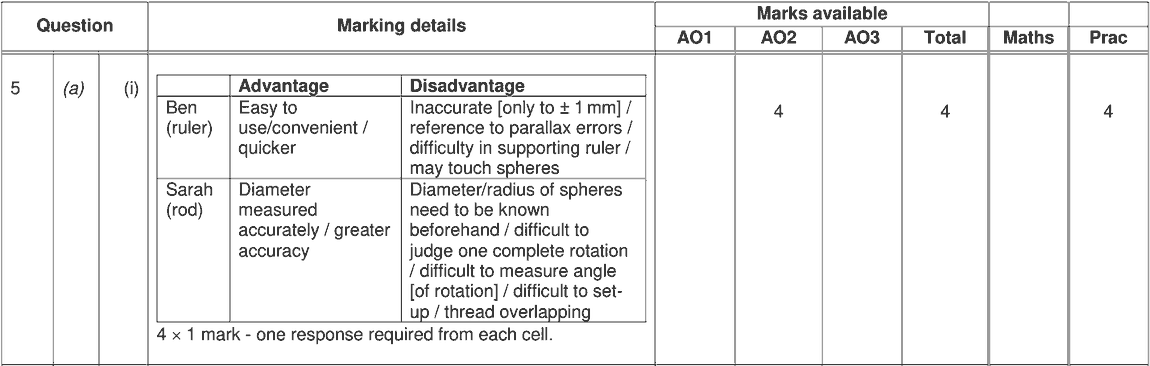 Question Marking details Marks available
AO1 AO2 AO3 Total Maths Prac
5 (a) (i)
Advantage Disadvantage
Ben Easy to Inaccurate [only to ± 1 mm] /
(ruler) use/convenient / reference to parallax errors /
quicker difficulty in supporting ruler /
may touch spheres
4 4 4
Sarah Diameter Diameter/radius of spheres
(rod) measured need to be known
accurately / greater beforehand / difficult to
accuracy judge one complete rotation
/ difficult to measure angle
[of rotation] / difficult to set-
up / thread overlapping
4 × 1 mark - one response required from each cell.